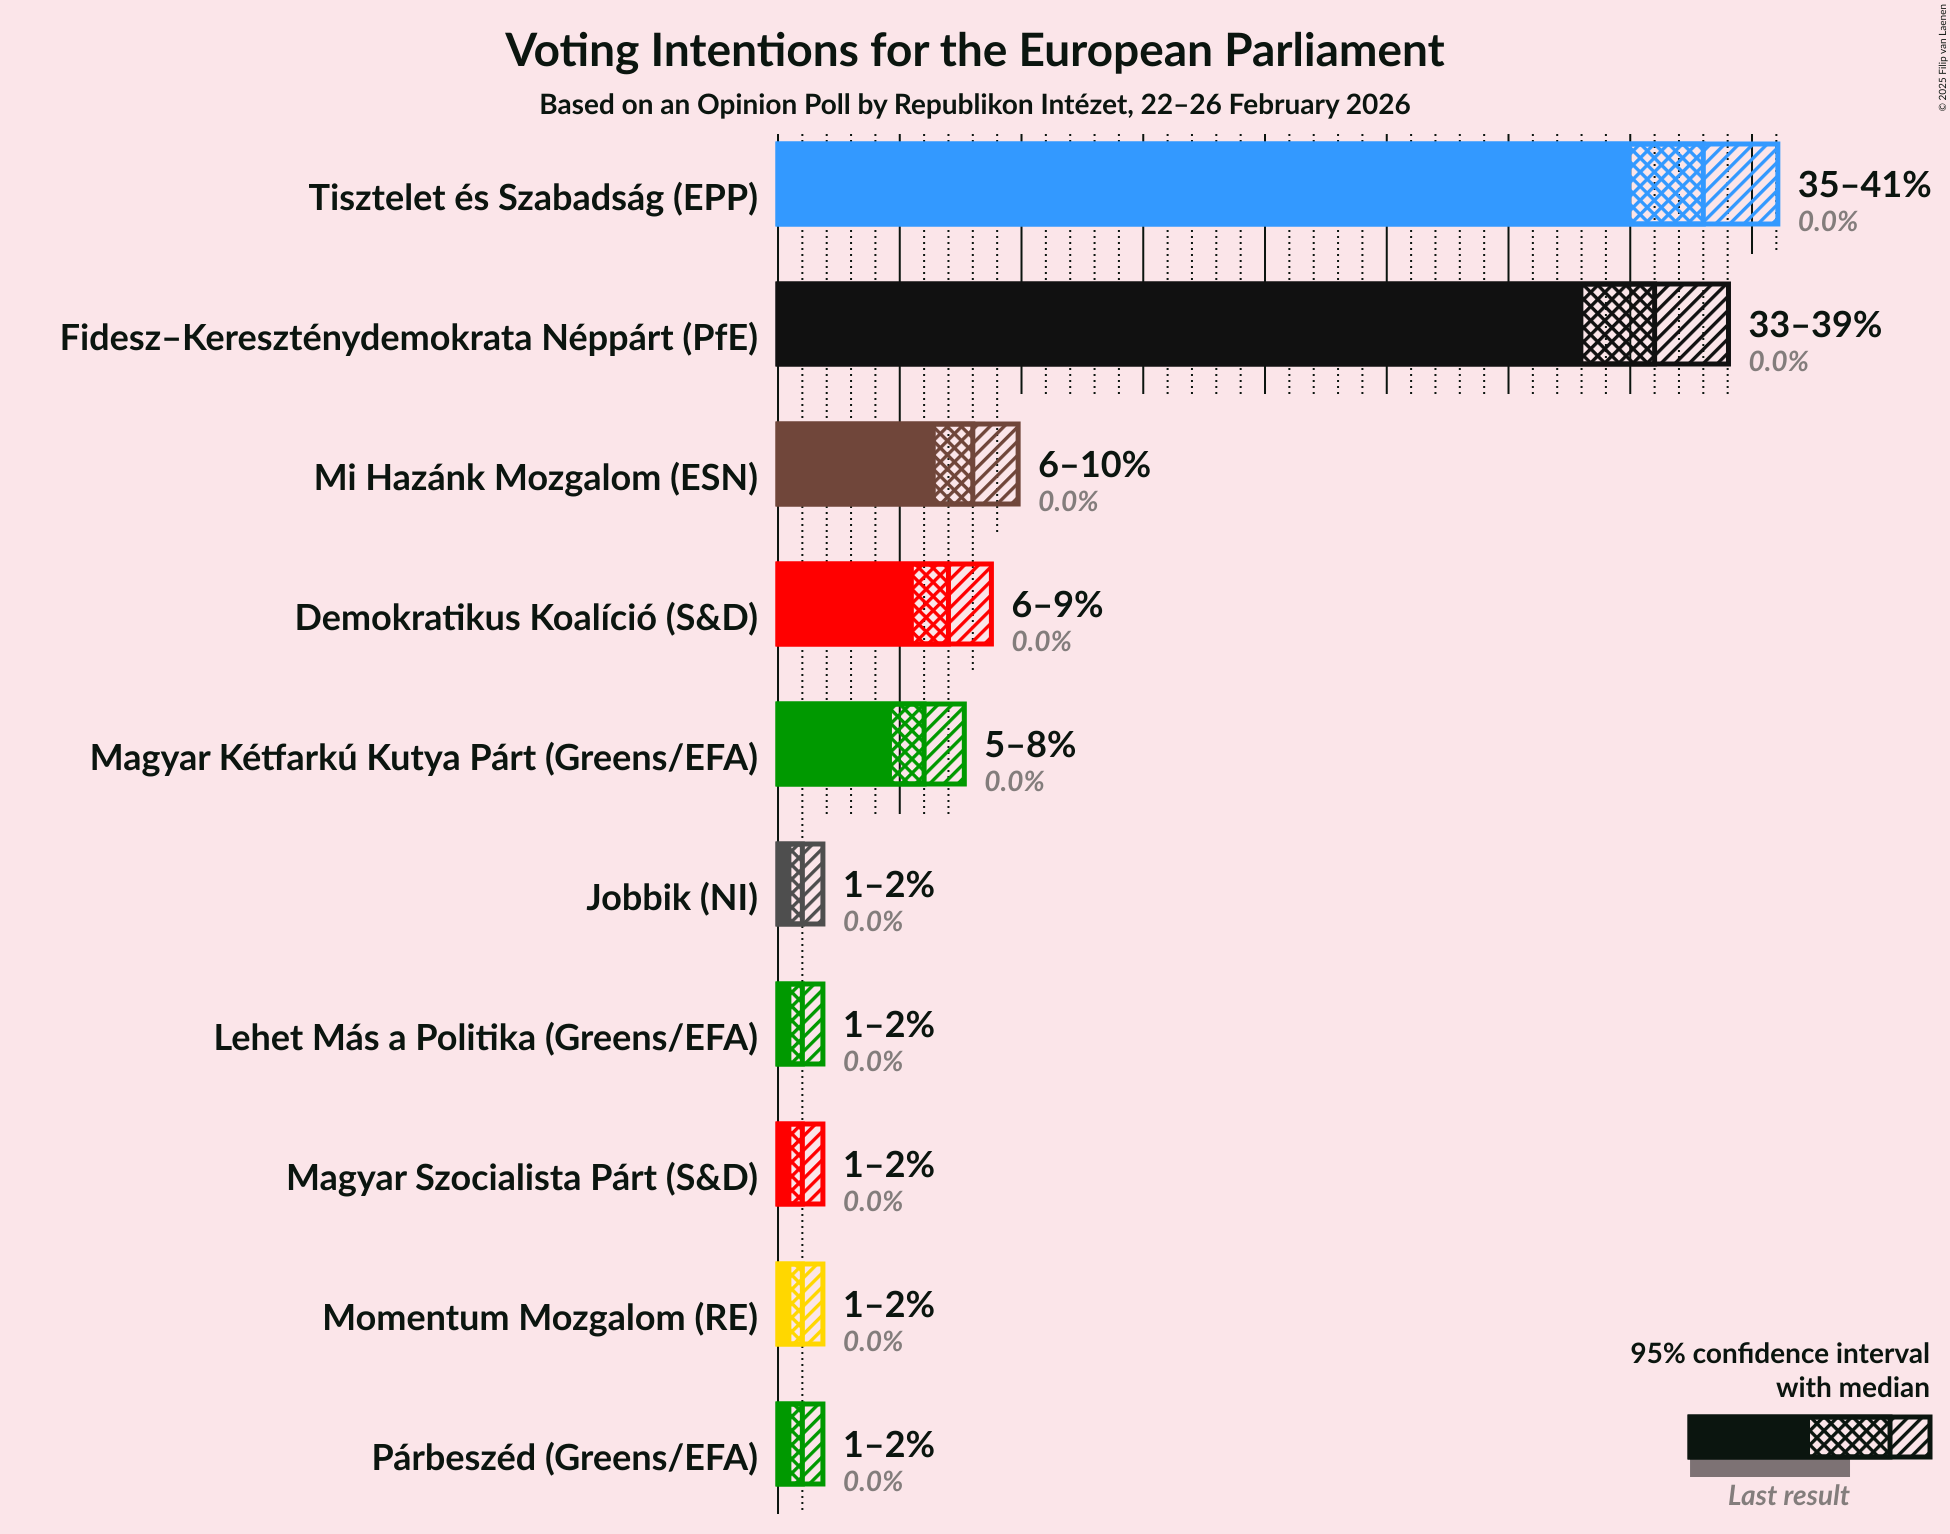 Voting Intentions for the European Parliament
Based on an Opinion Poll by Republikon Intézet, 22–26 February 2026
© 2025 Filip van Laenen
Tisztelet és Szabadság (EPP)
35–41%
0.0%
Fidesz–Kereszténydemokrata Néppárt (PfE)
33–39%
0.0%
Mi Hazánk Mozgalom (ESN)
6–10%
0.0%
Demokratikus Koalíció (S&D)
6–9%
0.0%
Magyar Kétfarkú Kutya Párt (Greens/EFA)
5–8%
0.0%
Jobbik (NI)
1–2%
0.0%
Lehet Más a Politika (Greens/EFA)
1–2%
0.0%
Magyar Szocialista Párt (S&D)
1–2%
0.0%
Momentum Mozgalom (RE)
1–2%
0.0%
Párbeszéd (Greens/EFA)
1–2%
0.0%
95% confidence interval
with median
Last result